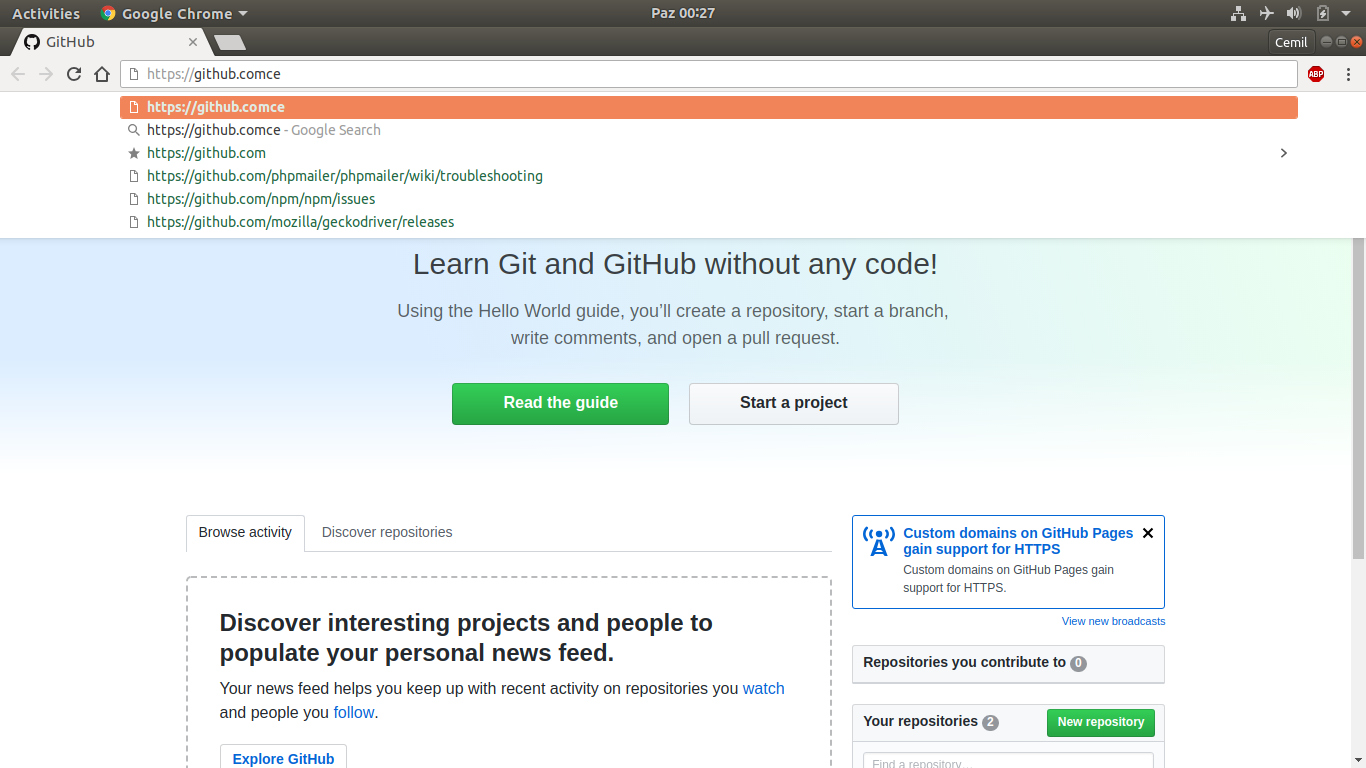 Activities Google Chrome Paz 00:27
GitHub Cemil
https://github.comce ABP
https://github.comce
https://github.comce - Google Search
https://github.com
https://github.com/phpmailer/phpmailer/wiki/troubleshooting
https://github.com/npm/npm/issues
https://github.com/mozilla/geckodriver/releases
Learn Git and GitHub without any code!
Using the Hello World guide, you’ll create a repository, start a branch,
write comments, and open a pull request.
Read the guide Start a project
Browse activity Discover repositories
Discover interesting projects and people to
populate your personal news feed.
Your news feed helps you keep up with recent activity on repositories you watch
and people you follow.
Explore GitHub
Custom domains on GitHub Pages
gain support for HTTPS
Custom domains on GitHub Pages gain
support for HTTPS.
View new broadcasts
Repositories you contribute to 0
Your repositories 2 New repository
Find a repository…